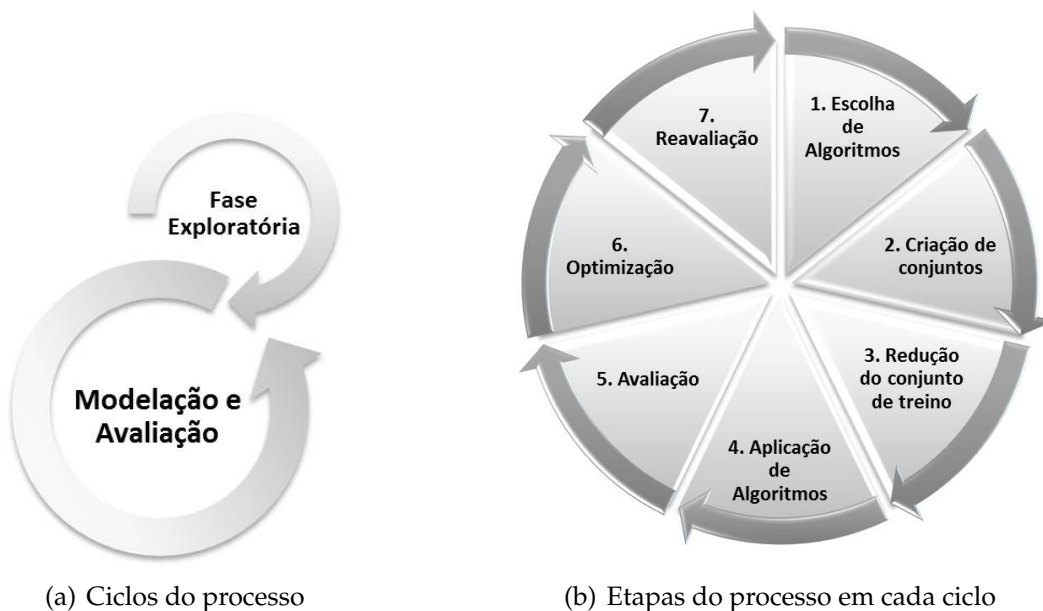 Fase
Exploratória
Modelação e
Avaliação
(a) Ciclos do processo
1. Escolha
de
Algoritmos
2. Criação de
conjuntos
3. Redução
do conjunto
de treino
4. Aplicação
de
Algoritmos
5. Avaliação
6.
Optimização
7.
Reavaliação
(b) Etapas do processo em cada ciclo